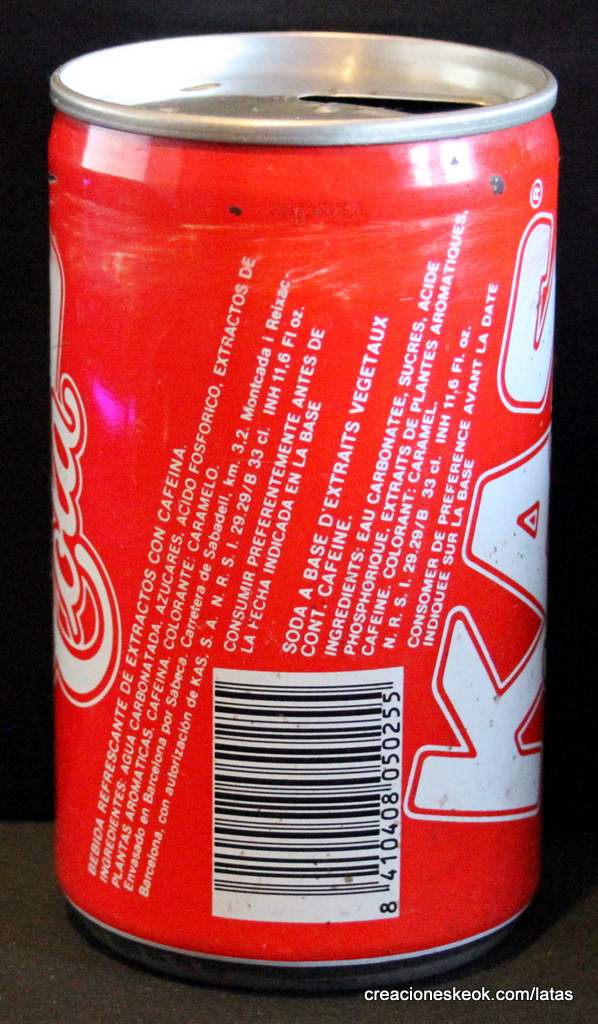 Cola
BEBIDA REFRESCANTE DE EXTRACTOS CON CAFEINA.
INGREDIENTES: AGUA CARBONATADA, AZUCARES, ACIDO FOSFORICO, EXTRACTOS DE
PLANTAS AROMATICAS, CAFEINA, COLORANTE: CARAMELO.
Envasado en Barcelona por Sabeca. Carretera de Sabadell, km. 3,2. Montcada i Reixac-
Barcelona, con autorización de KAS, S. A. N. R. S. I. 29.29/B 33 cl. INH 11,6 Fl oz.
CONSUMIR PREFERENTEMENTE ANTES DE
LA FECHA INDICADA EN LA BASE
SODA A BASE D'EXTRAITS VEGETAUX
CONT. CAFEINE.
INGREDIENTS: EAU CARBONATEE, SUCRES, ACIDE
PHOSPHORIQUE, EXTRAITS DE PLANTES AROMATIQUES,
CAFEINE, COLORANT: CARAMEL.
N. R. S. I. 29.29/B 33 cl. INH 11,6 Fl. oz.
CONSOMER DE PREFERENCE AVANT LA DATE
INDIQUEE SUR LA BASE
8 410408 050255
KAS®
creacioneskeok.com/latas